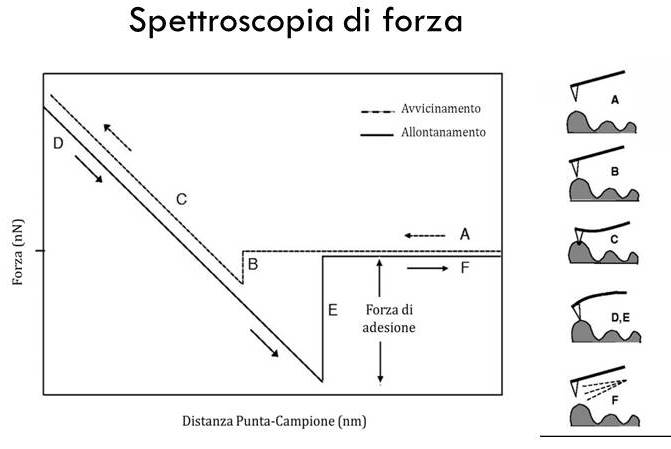 Spettroscopia di forza
Avvicinamento
Allontanamento
D
C
A
B
F
E
Forza di
adesione
Forza (nN)
Distanza Punta-Campione (nm)
A
B
C
D,E
F